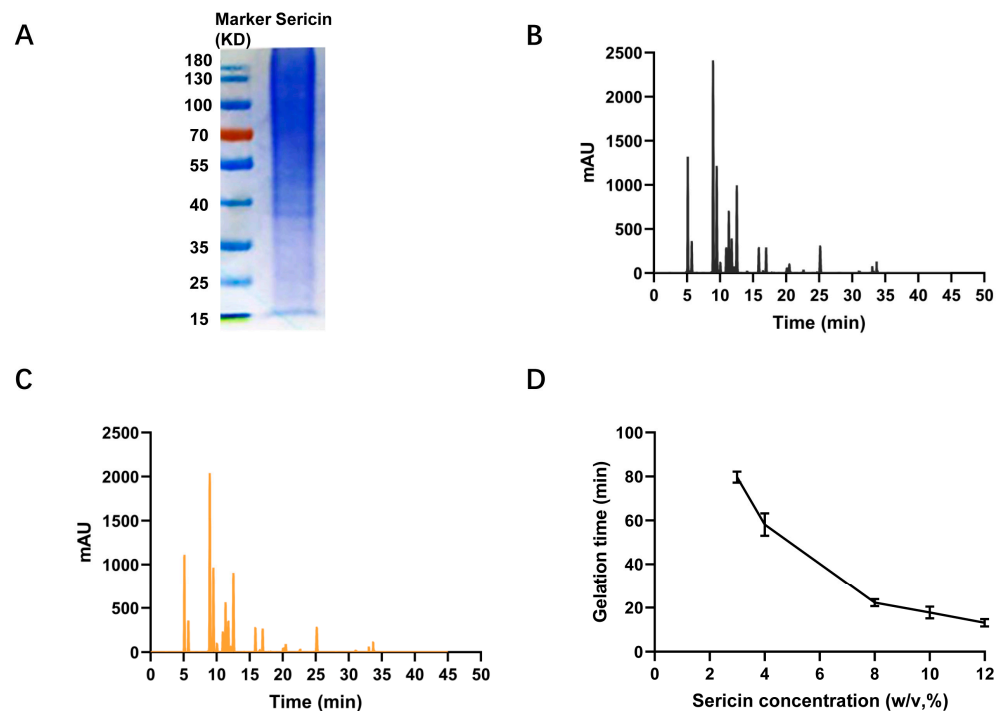 A
Marker Sericin
(KD)
180
130
100
70
55
40
35
25
15
B
2500
2000
1500
1000
500
0
mAU
0 5 10 15 20 25 30 35 40 45 50
Time (min)
C
2500
2000
1500
1000
500
0
mAU
0 5 10 15 20 25 30 35 40 45 50
Time (min)
D
100
80
60
40
20
0
Gelation time (min)
0 2 4 6 8 10 12
Sericin concentration (w/v,%)